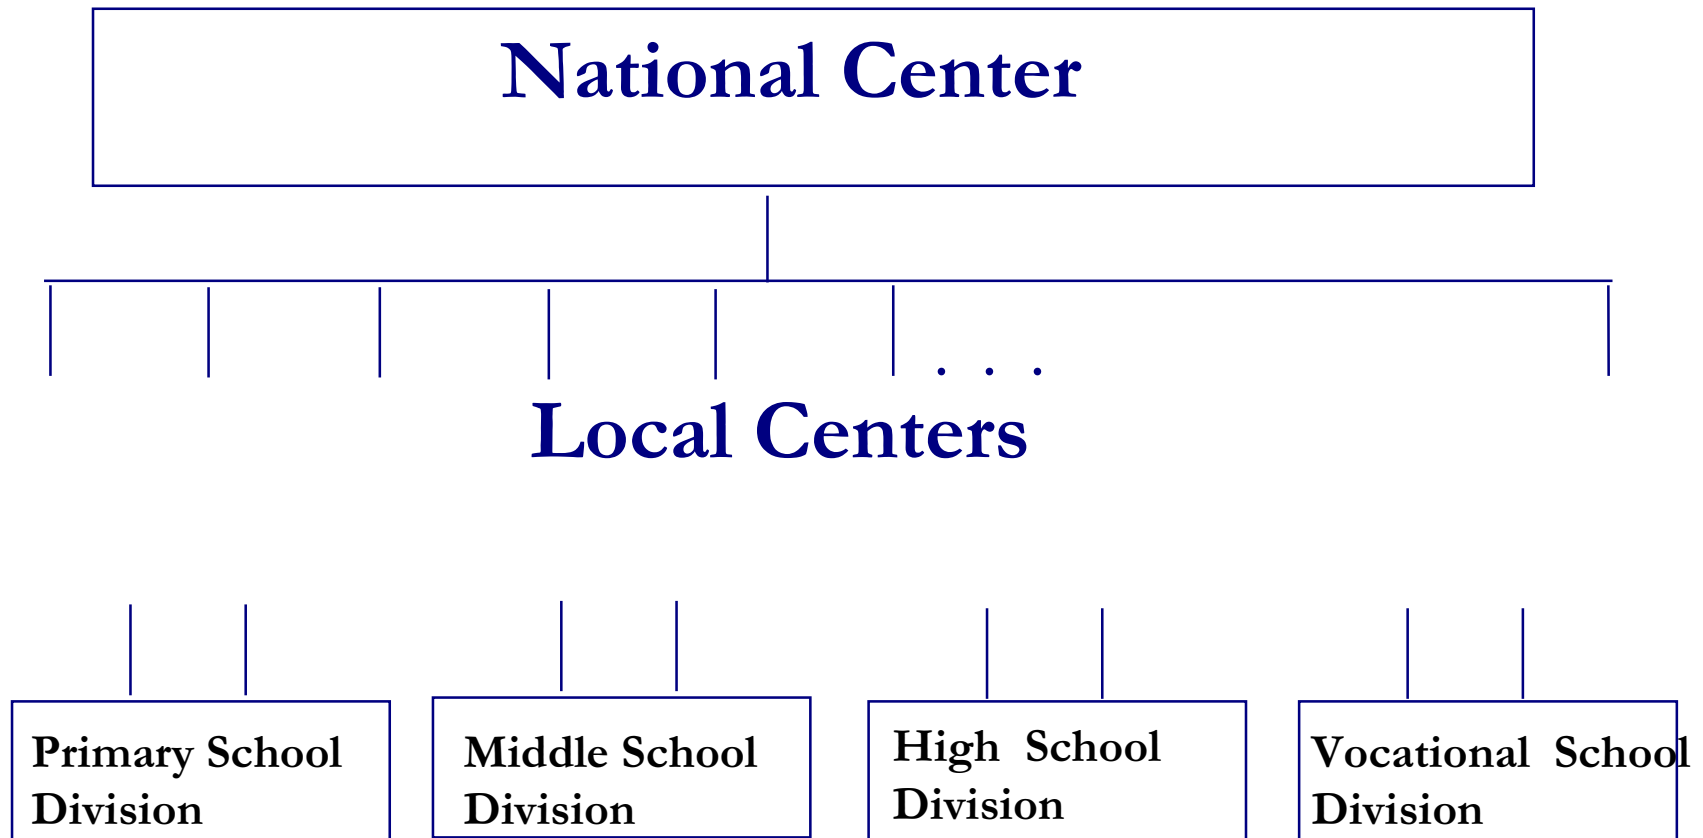 National Center
. . .
Local Centers
Primary School
Division
Middle School
Division
High School
Division
Vocational School
Division